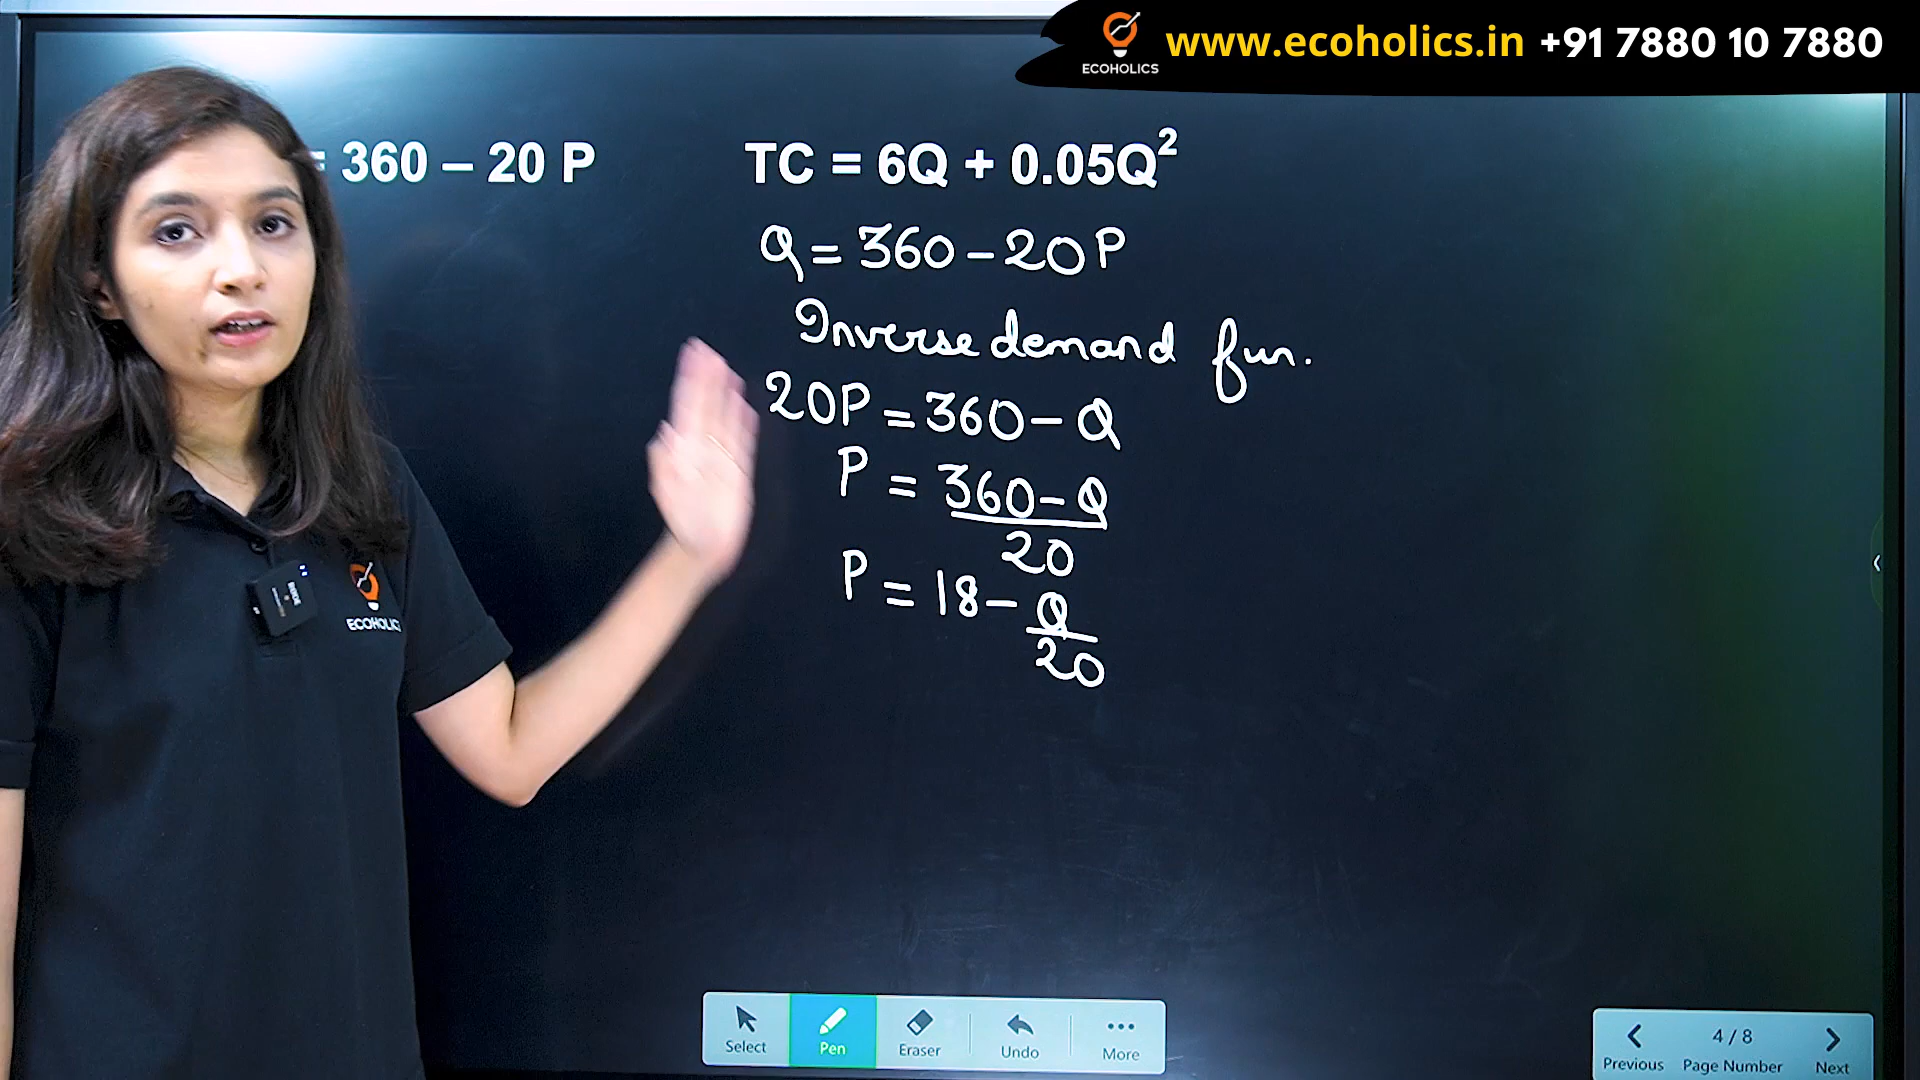 www.ecoholics.in +91 7880 10 7880
ECOHOLICS
= 360 – 20 P
TC = 6Q + 0.05Q²
Q = 360 – 20P
Inverse demand fun.
20P = 360 – Q
P = 360 – Q
20
P = 18 – Q
20
ECOHOLICS
Select
Pen
Eraser
Undo
More
4 / 8
Previous Page Number Next